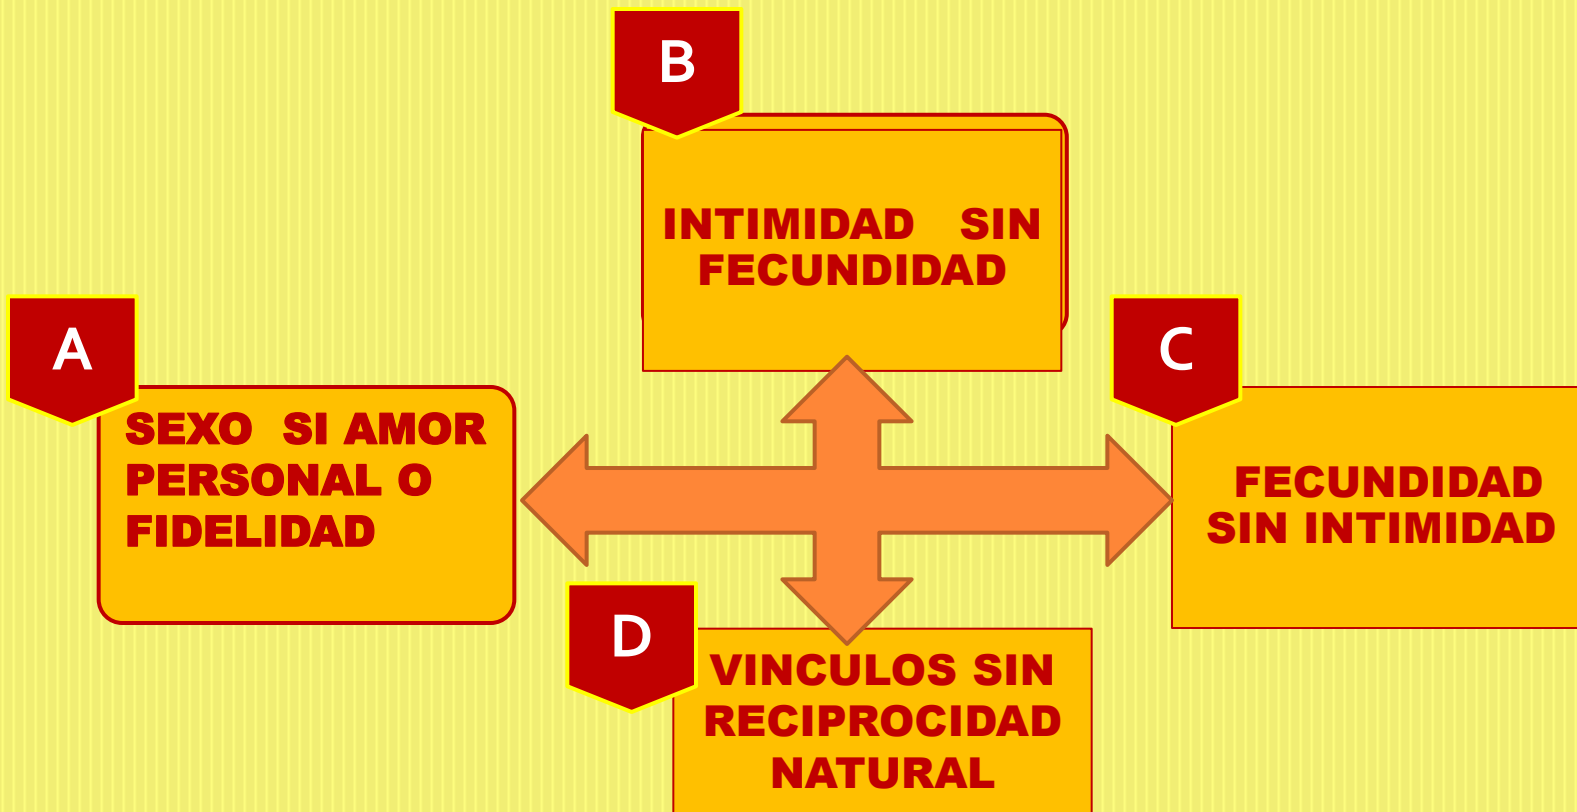 B
INTIMIDAD SIN
FECUNDIDAD
A
SEXO SI AMOR
PERSONAL O
FIDELIDAD
C
FECUNDIDAD
SIN INTIMIDAD
D
VINCULOS SIN
RECIPROCIDAD
NATURAL